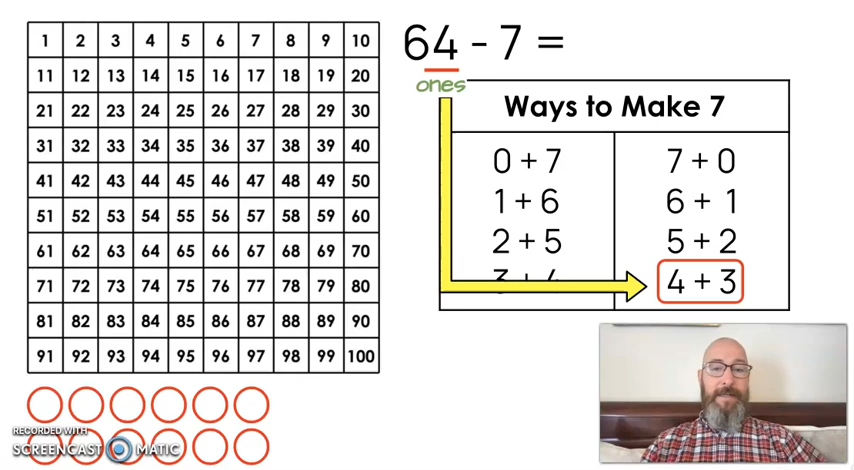 1 2 3 4 5 6 7 8 9 10
11 12 13 14 15 16 17 18 19 20
21 22 23 24 25 26 27 28 29 30
31 32 33 34 35 36 37 38 39 40
41 42 43 44 45 46 47 48 49 50
51 52 53 54 55 56 57 58 59 60
61 62 63 64 65 66 67 68 69 70
71 72 73 74 75 76 77 78 79 80
81 82 83 84 85 86 87 88 89 90
91 92 93 94 95 96 97 98 99 100
64 - 7 =
ones
Ways to Make 7
0 + 7 7 + 0
1 + 6 6 + 1
2 + 5 5 + 2
3 + 4 4 + 3
RECORDED WITH
SCREENCAST MATIC